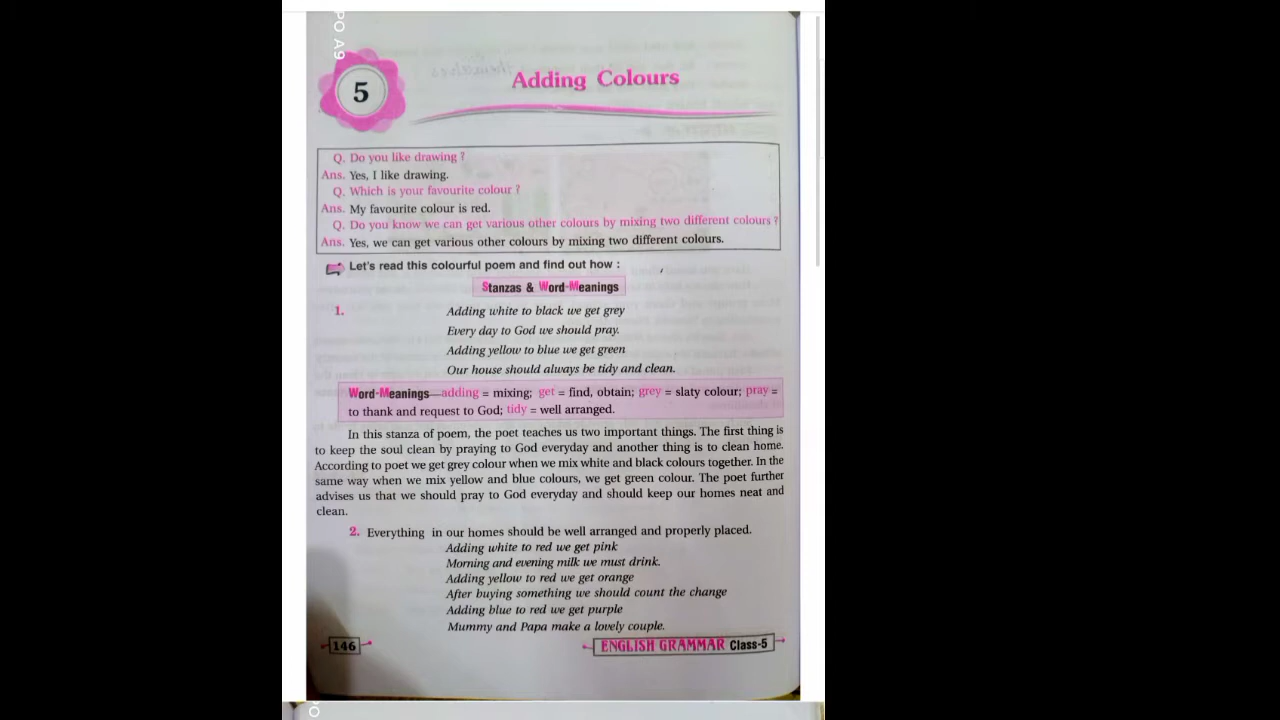 PO A9
5
Adding Colours
Q. Do you like drawing ?
Ans. Yes, I like drawing.
Q. Which is your favourite colour ?
Ans. My favourite colour is red.
Q. Do you know we can get various other colours by mixing two different colours ?
Ans. Yes, we can get various other colours by mixing two different colours.
Let's read this colourful poem and find out how :
Stanzas & Word-Meanings
1. Adding white to black we get grey
Every day to God we should pray.
Adding yellow to blue we get green
Our house should always be tidy and clean.
Word-Meanings—adding = mixing; get = find, obtain; grey = slaty colour; pray =
to thank and request to God; tidy = well arranged.
In this stanza of poem, the poet teaches us two important things. The first thing is
to keep the soul clean by praying to God everyday and another thing is to clean home.
According to poet we get grey colour when we mix white and black colours together. In the
same way when we mix yellow and blue colours, we get green colour. The poet further
advises us that we should pray to God everyday and should keep our homes neat and
clean.
2. Everything in our homes should be well arranged and properly placed.
Adding white to red we get pink
Morning and evening milk we must drink.
Adding yellow to red we get orange
After buying something we should count the change
Adding blue to red we get purple
Mummy and Papa make a lovely couple.
146
ENGLISH GRAMMAR Class-5
PO